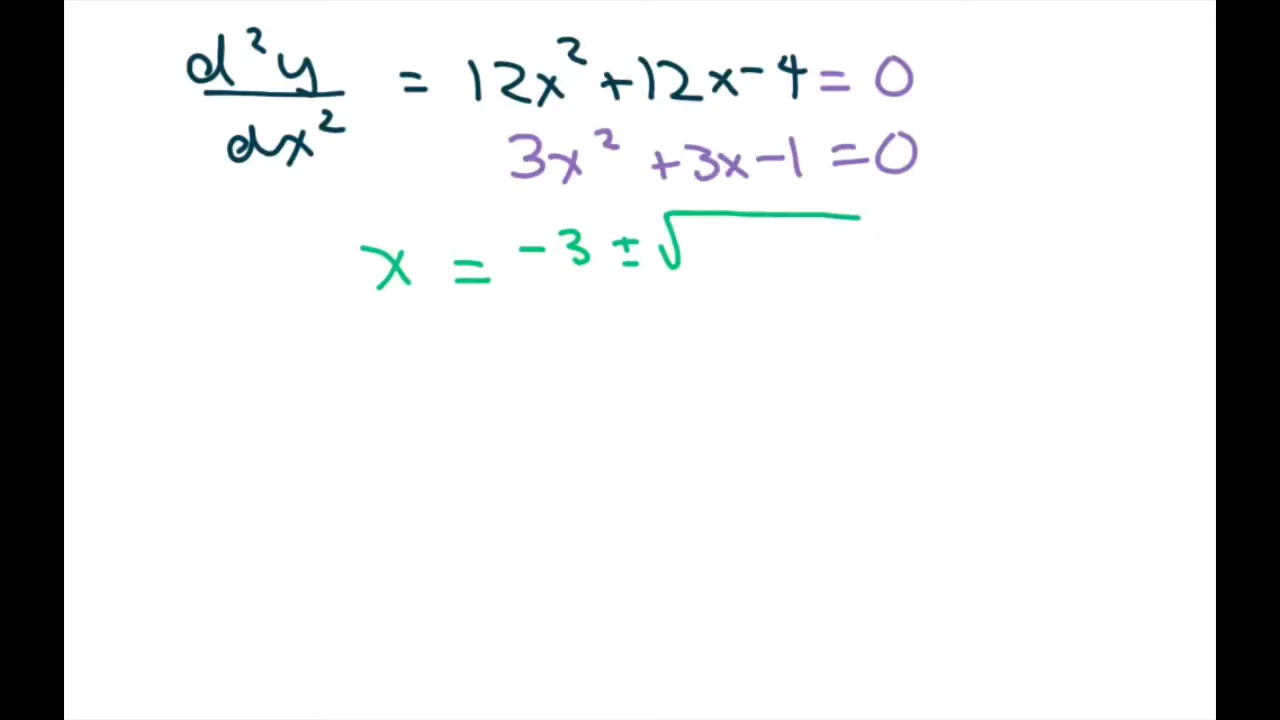 d²y/dx² = 12x² + 12x - 4 = 0
3x² + 3x - 1 = 0
x = -3 ± √